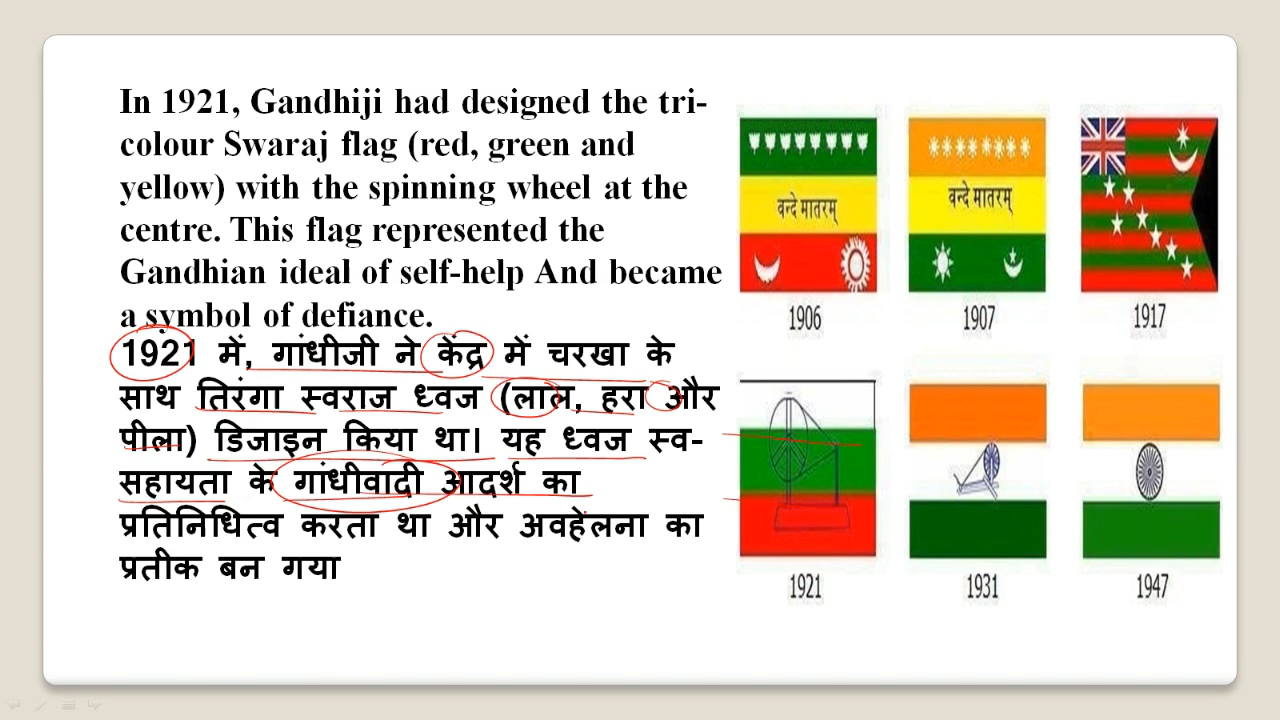 In 1921, Gandhiji had designed the tri-
colour Swaraj flag (red, green and
yellow) with the spinning wheel at the
centre. This flag represented the
Gandhian ideal of self-help And became
a symbol of defiance.
1921 में, गांधीजी ने केंद्र में चरखा के
साथ तिरंगा स्वराज ध्वज (लाल, हरा और
पीला) डिजाइन किया था। यह ध्वज स्व-
सहायता के गांधीवादी आदर्श का
प्रतिनिधित्व करता था और अवहेलना का
प्रतीक बन गया
वन्दे मातरम्
1906
वन्दे मातरम्
1907
1917
1921
1931
1947